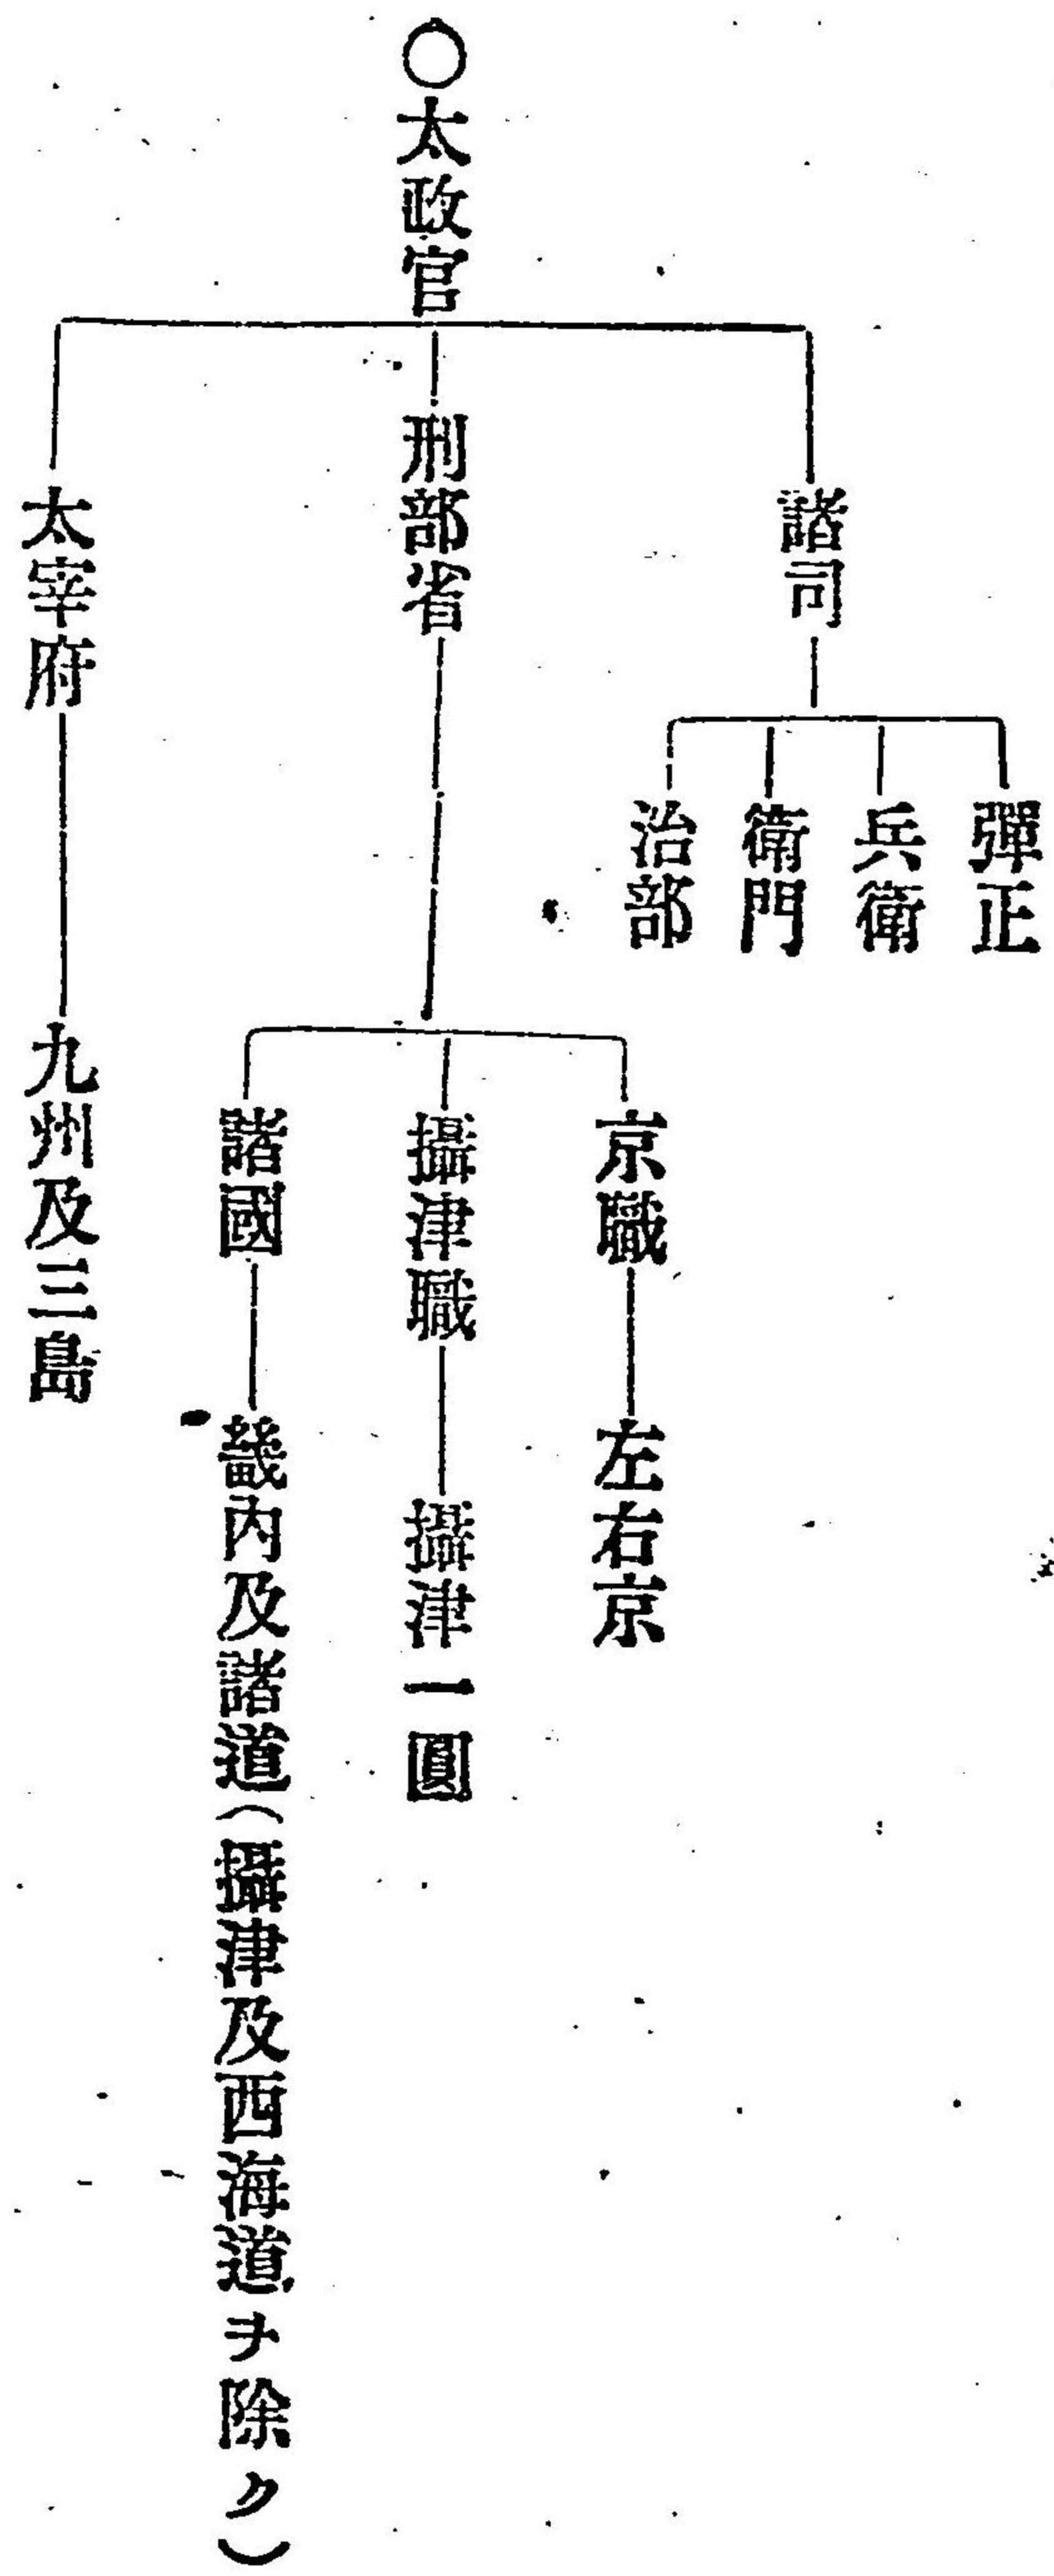 ○太政官
諸司
彈正
兵衛
衛門
治部
刑部省
京職
左右京
攝津職
攝津一圓
諸國
畿內及諸道(攝津及西海道ヲ除ク)
太宰府
九州及三島